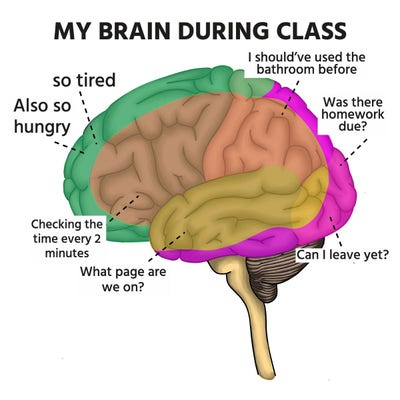 MY BRAIN DURING CLASS
I should've used the
bathroom before
so tired
Also so
hungry
Was there
homework
due?
Checking the
time every 2
minutes
What page are
we on?
Can I leave yet?